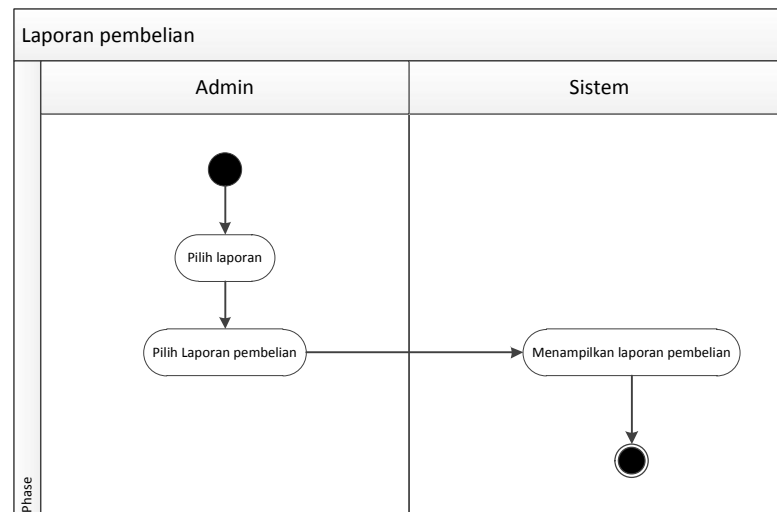 Laporan pembelian
Admin
Sistem
Pilih laporan
Pilih Laporan pembelian
Menampilkan laporan pembelian
Phase